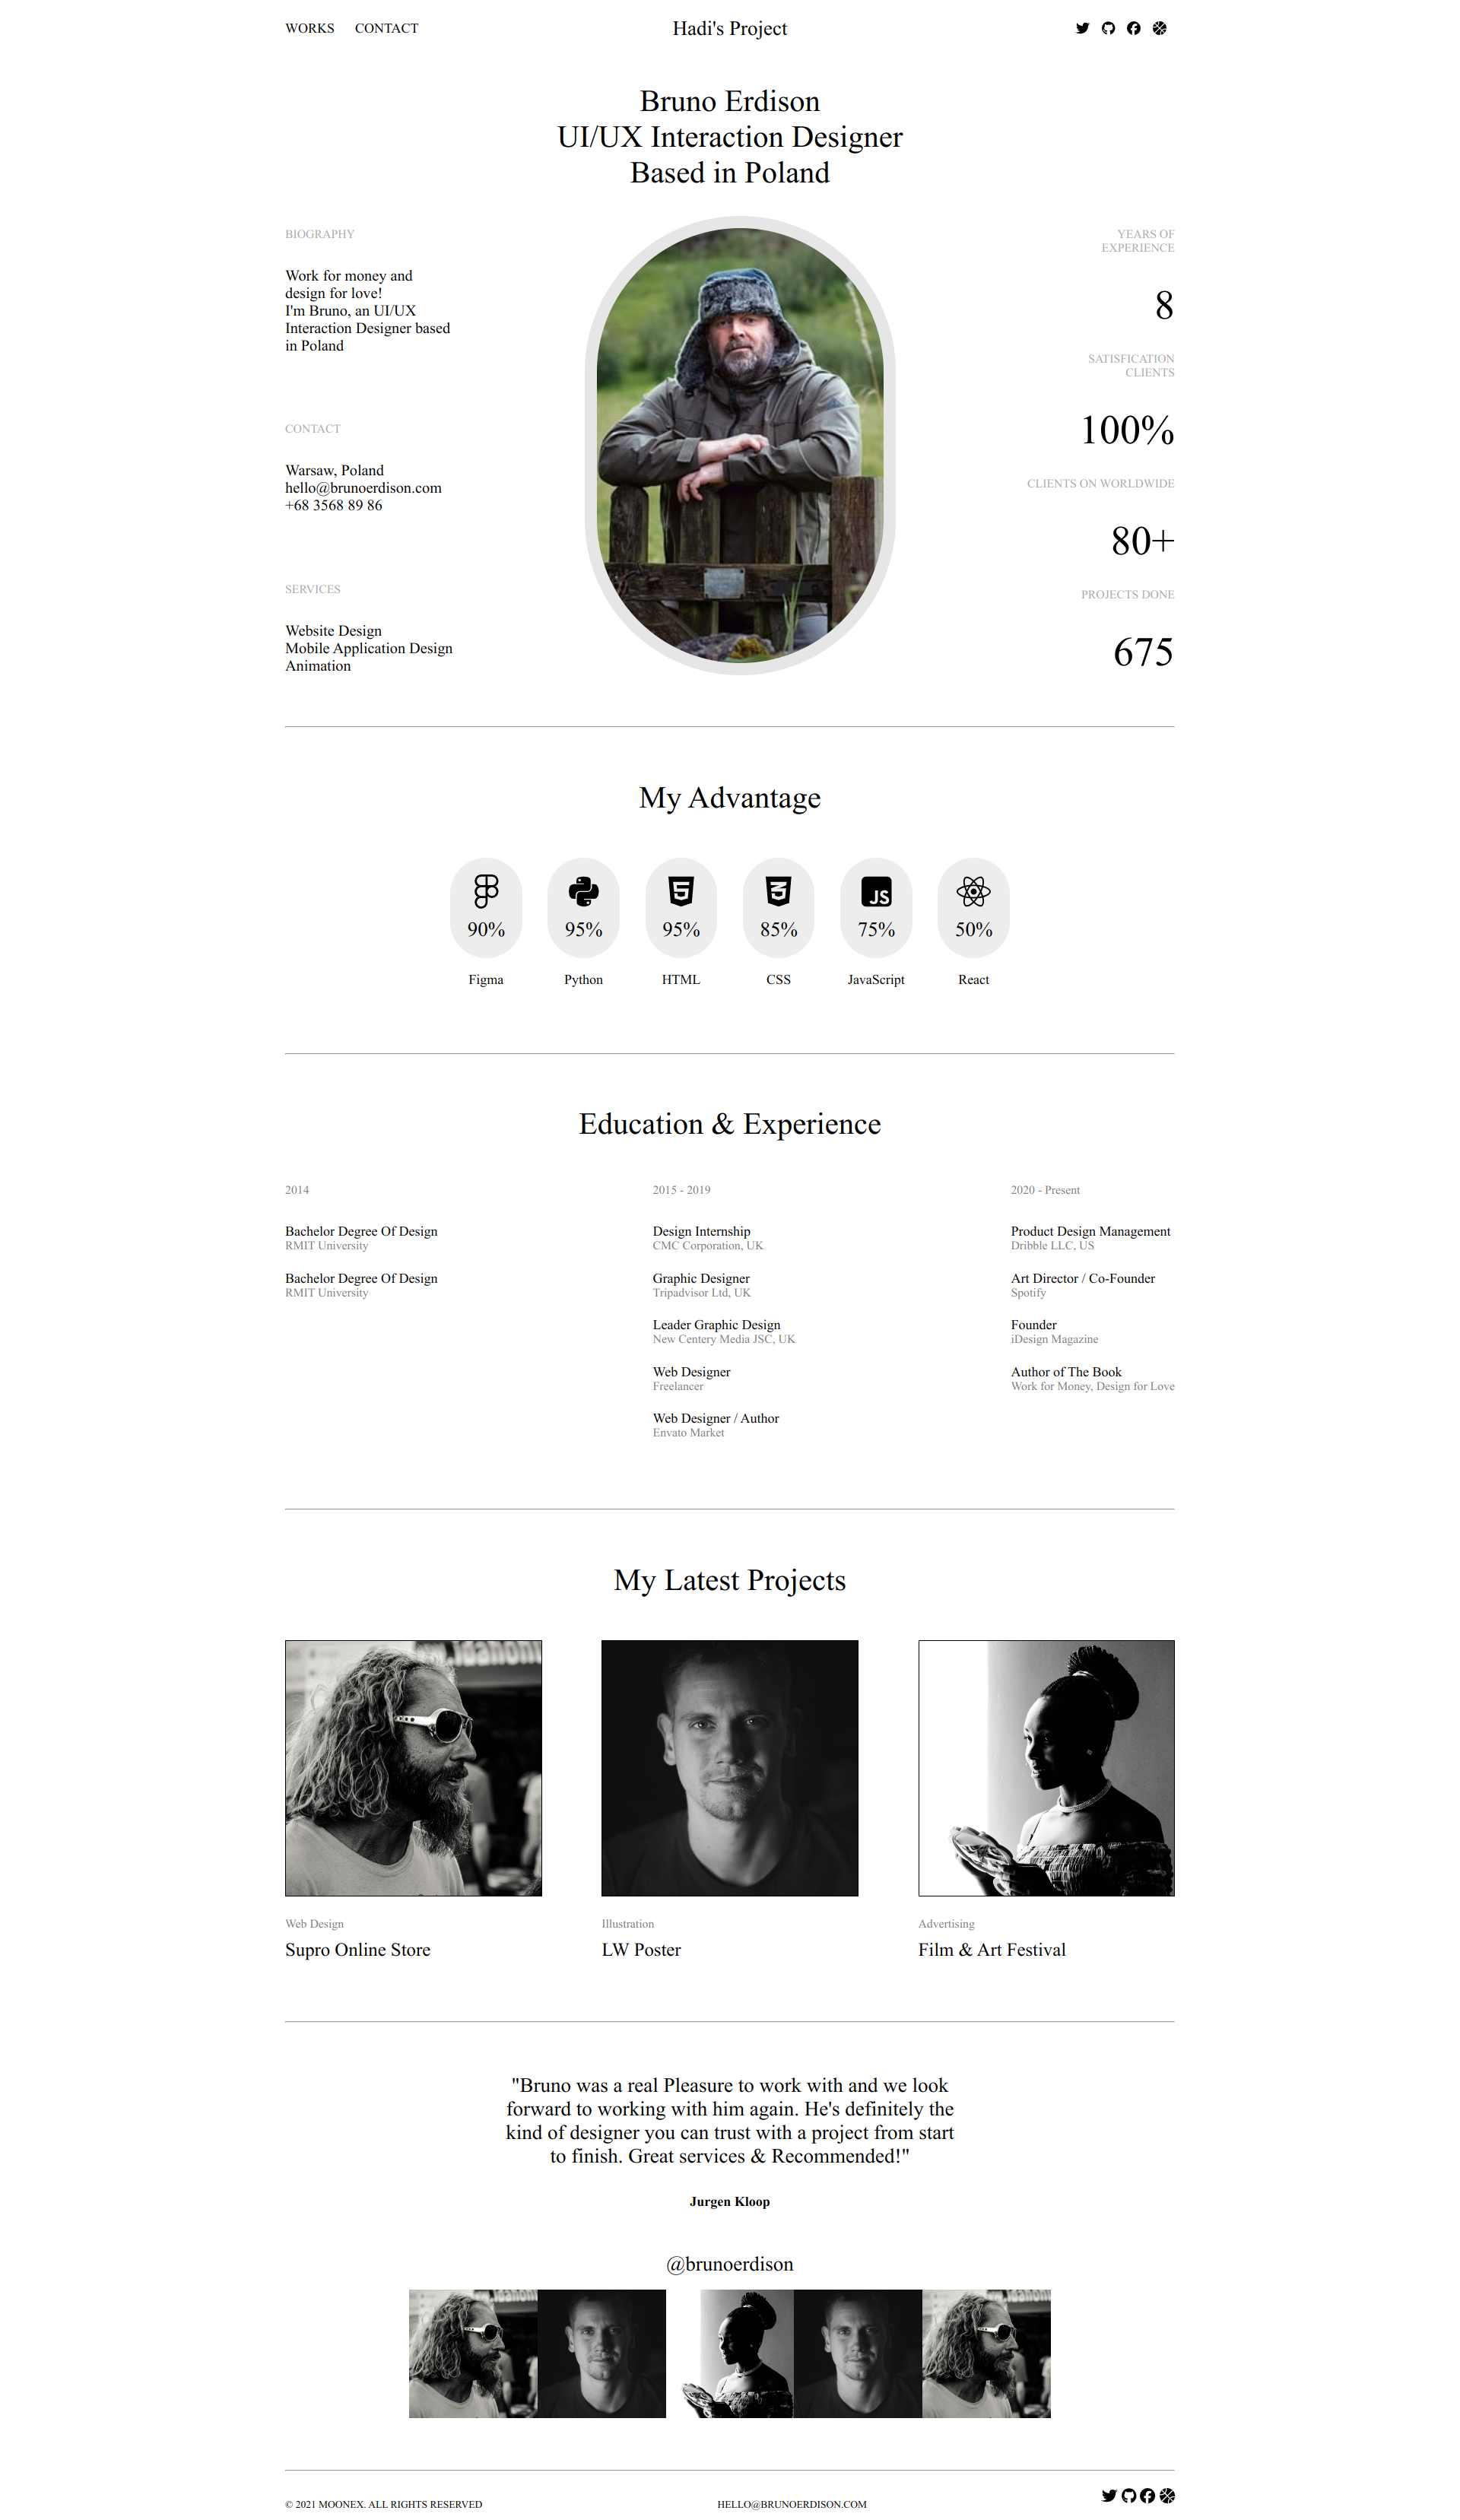 WORKS CONTACT Hadi's Project
Bruno Erdison
UI/UX Interaction Designer
Based in Poland
BIOGRAPHY
Work for money and
design for love!
I'm Bruno, an UI/UX
Interaction Designer based
in Poland
CONTACT
Warsaw, Poland
hello@brunoerdison.com
+68 3568 89 86
SERVICES
Website Design
Mobile Application Design
Animation
YEARS OF
EXPERIENCE
8
SATISFICATION
CLIENTS
100%
CLIENTS ON WORLDWIDE
80+
PROJECTS DONE
675
My Advantage
5 3 JS
90% 95% 95% 85% 75% 50%
Figma Python HTML CSS JavaScript React
Education & Experience
2014
Bachelor Degree Of Design
RMIT University
Bachelor Degree Of Design
RMIT University
2015 - 2019
Design Internship
CMC Corporation, UK
Graphic Designer
Tripadvisor Ltd, UK
Leader Graphic Design
New Centery Media JSC, UK
Web Designer
Freelancer
Web Designer / Author
Envato Market
2020 - Present
Product Design Management
Dribble LLC, US
Art Director / Co-Founder
Spotify
Founder
iDesign Magazine
Author of The Book
Work for Money, Design for Love
My Latest Projects
Web Design
Supro Online Store
Illustration
LW Poster
Advertising
Film & Art Festival
"Bruno was a real Pleasure to work with and we look
forward to working with him again. He's definitely the
kind of designer you can trust with a project from start
to finish. Great services & Recommended!"
Jurgen Kloop
@brunoerdison
© 2021 MOONEX. ALL RIGHTS RESERVED HELLO@BRUNOERDISON.COM